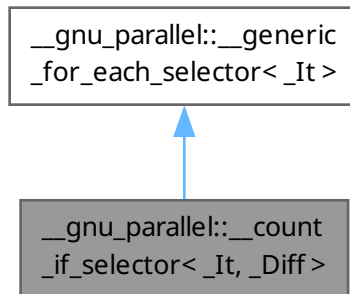 __gnu_parallel::__generic
_for_each_selector< _It >
__gnu_parallel::__count
_if_selector< _It, _Diff >